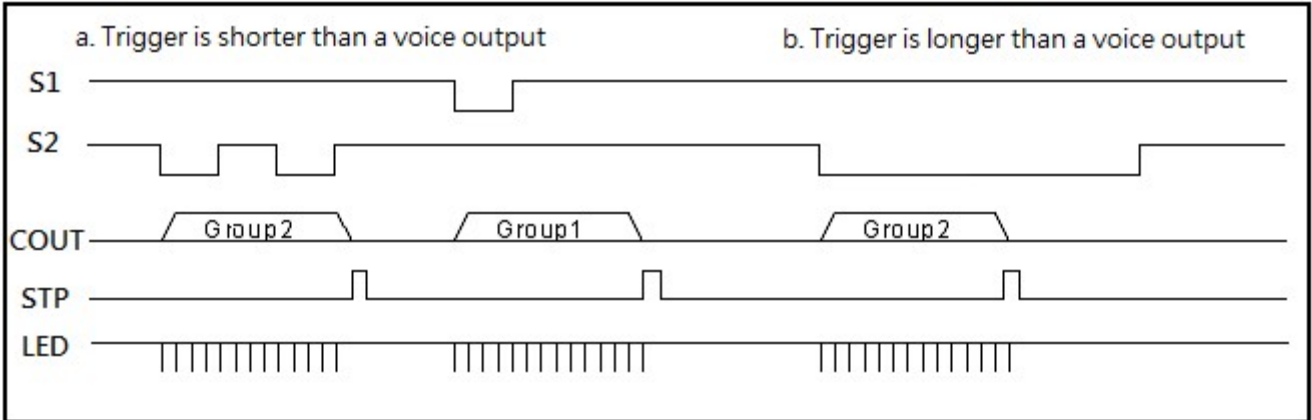 a. Trigger is shorter than a voice output
b. Trigger is longer than a voice output
S1
S2
COUT
Group2
Group1
Group2
STP
LED